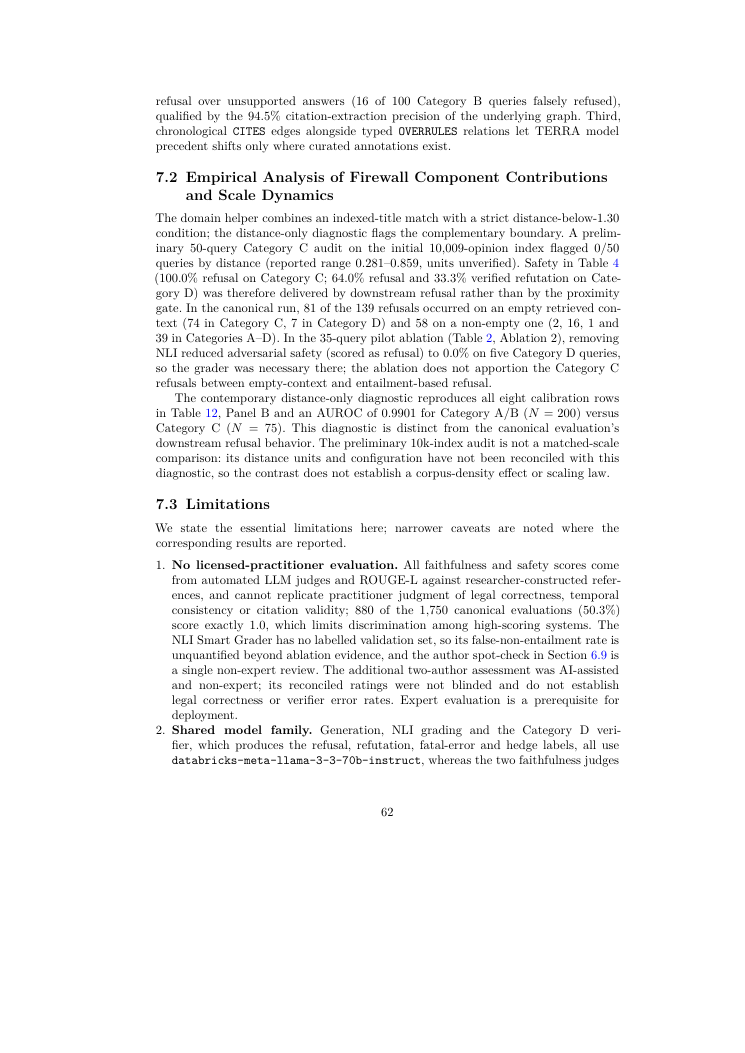 refusal over unsupported answers (16 of 100 Category B queries falsely refused),
qualified by the 94.5% citation-extraction precision of the underlying graph. Third,
chronological CITES edges alongside typed OVERRULES relations let TERRA model
precedent shifts only where curated annotations exist.
7.2 Empirical Analysis of Firewall Component Contributions
and Scale Dynamics
The domain helper combines an indexed-title match with a strict distance-below-1.30
condition; the distance-only diagnostic flags the complementary boundary. A prelim-
inary 50-query Category C audit on the initial 10,009-opinion index flagged 0/50
queries by distance (reported range 0.281–0.859, units unverified). Safety in Table 4
(100.0% refusal on Category C; 64.0% refusal and 33.3% verified refutation on Cate-
gory D) was therefore delivered by downstream refusal rather than by the proximity
gate. In the canonical run, 81 of the 139 refusals occurred on an empty retrieved con-
text (74 in Category C, 7 in Category D) and 58 on a non-empty one (2, 16, 1 and
39 in Categories A–D). In the 35-query pilot ablation (Table 2, Ablation 2), removing
NLI reduced adversarial safety (scored as refusal) to 0.0% on five Category D queries,
so the grader was necessary there; the ablation does not apportion the Category C
refusals between empty-context and entailment-based refusal.
The contemporary distance-only diagnostic reproduces all eight calibration rows
in Table 12, Panel B and an AUROC of 0.9901 for Category A/B (N = 200) versus
Category C (N = 75). This diagnostic is distinct from the canonical evaluation's
downstream refusal behavior. The preliminary 10k-index audit is not a matched-scale
comparison: its distance units and configuration have not been reconciled with this
diagnostic, so the contrast does not establish a corpus-density effect or scaling law.
7.3 Limitations
We state the essential limitations here; narrower caveats are noted where the
corresponding results are reported.
1. No licensed-practitioner evaluation. All faithfulness and safety scores come
from automated LLM judges and ROUGE-L against researcher-constructed refer-
ences, and cannot replicate practitioner judgment of legal correctness, temporal
consistency or citation validity; 880 of the 1,750 canonical evaluations (50.3%)
score exactly 1.0, which limits discrimination among high-scoring systems. The
NLI Smart Grader has no labelled validation set, so its false-non-entailment rate is
unquantified beyond ablation evidence, and the author spot-check in Section 6.9 is
a single non-expert review. The additional two-author assessment was AI-assisted
and non-expert; its reconciled ratings were not blinded and do not establish
legal correctness or verifier error rates. Expert evaluation is a prerequisite for
deployment.
2. Shared model family. Generation, NLI grading and the Category D veri-
fier, which produces the refusal, refutation, fatal-error and hedge labels, all use
databricks-meta-llama-3-3-70b-instruct, whereas the two faithfulness judges
62